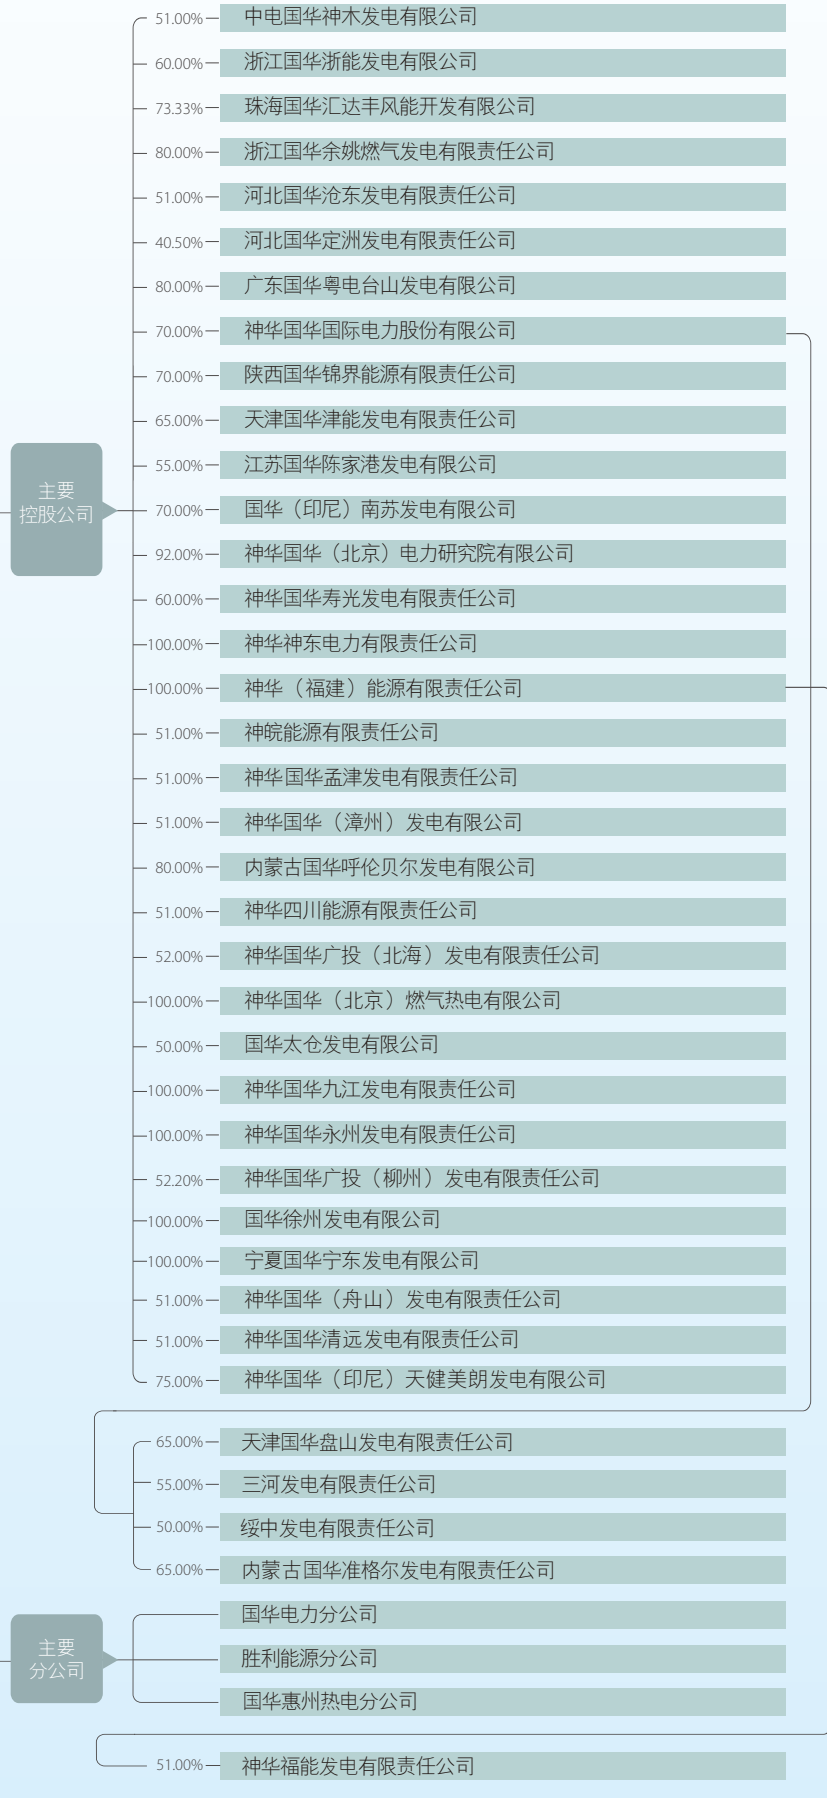 51.00% 中电国华神木发电有限公司
60.00% 浙江国华浙能发电有限公司
73.33% 珠海国华汇达丰风能开发有限公司
80.00% 浙江国华余姚燃气发电有限责任公司
51.00% 河北国华沧东发电有限责任公司
40.50% 河北国华定洲发电有限责任公司
80.00% 广东国华粤电台山发电有限公司
70.00% 神华国华国际电力股份有限公司
70.00% 陕西国华锦界能源有限责任公司
65.00% 天津国华津能发电有限责任公司
55.00% 江苏国华陈家港发电有限公司
主要
控股公司
70.00% 国华（印尼）南苏发电有限公司
92.00% 神华国华（北京）电力研究院有限公司
60.00% 神华国华寿光发电有限责任公司
100.00% 神华神东电力有限责任公司
100.00% 神华（福建）能源有限责任公司
51.00% 神皖能源有限责任公司
51.00% 神华国华孟津发电有限责任公司
51.00% 神华国华（漳州）发电有限公司
80.00% 内蒙古国华呼伦贝尔发电有限公司
51.00% 神华四川能源有限责任公司
52.00% 神华国华广投（北海）发电有限责任公司
100.00% 神华国华（北京）燃气热电有限公司
50.00% 国华太仓发电有限公司
100.00% 神华国华九江发电有限责任公司
100.00% 神华国华永州发电有限责任公司
52.20% 神华国华广投（柳州）发电有限责任公司
100.00% 国华徐州发电有限公司
100.00% 宁夏国华宁东发电有限公司
51.00% 神华国华（舟山）发电有限责任公司
51.00% 神华国华清远发电有限责任公司
75.00% 神华国华（印尼）天健美朗发电有限公司
65.00% 天津国华盘山发电有限责任公司
55.00% 三河发电有限责任公司
50.00% 绥中发电有限责任公司
65.00% 内蒙古国华准格尔发电有限责任公司
国华电力分公司
主要
分公司
胜利能源分公司
国华惠州热电分公司
51.00% 神华福能发电有限责任公司